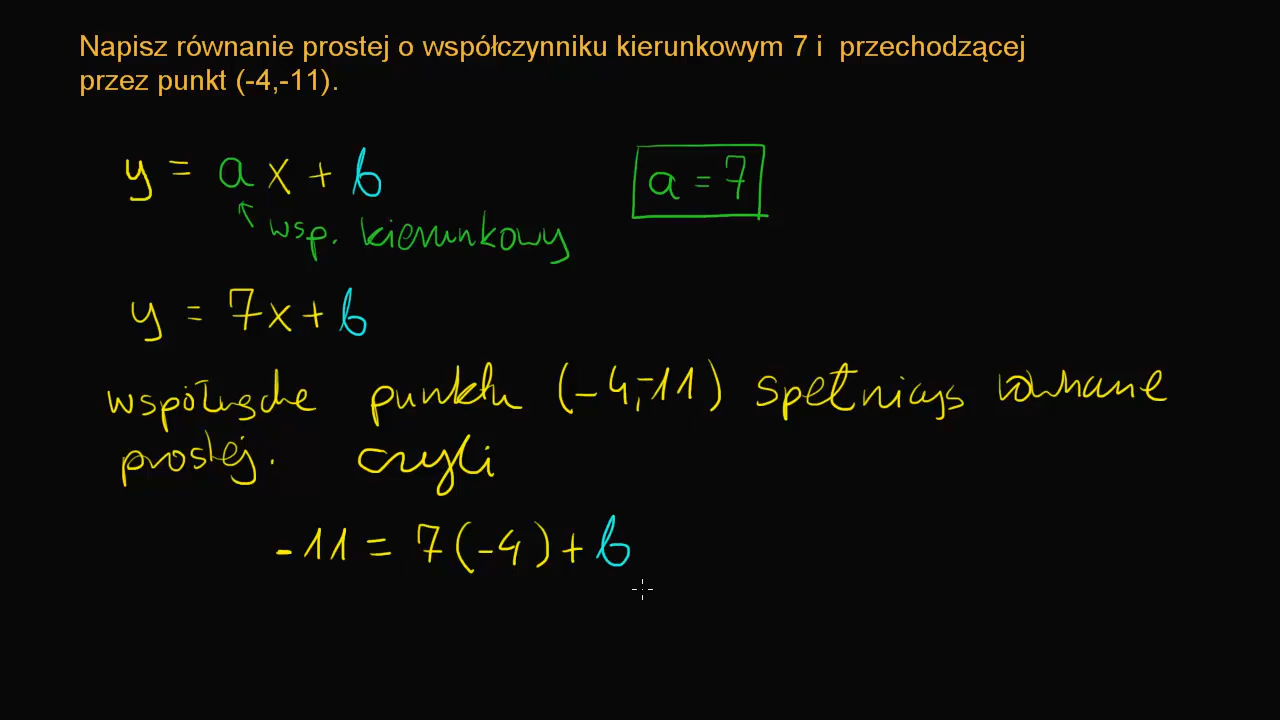 Napisz równanie prostej o współczynniku kierunkowym 7 i przechodzącej
przez punkt (-4,-11).
y = ax + b
a = 7
wsp. kierunkowy
y = 7x + b
współrzędne punktu (-4,-11) spełniają równanie
prostej. czyli
-11 = 7(-4) + b